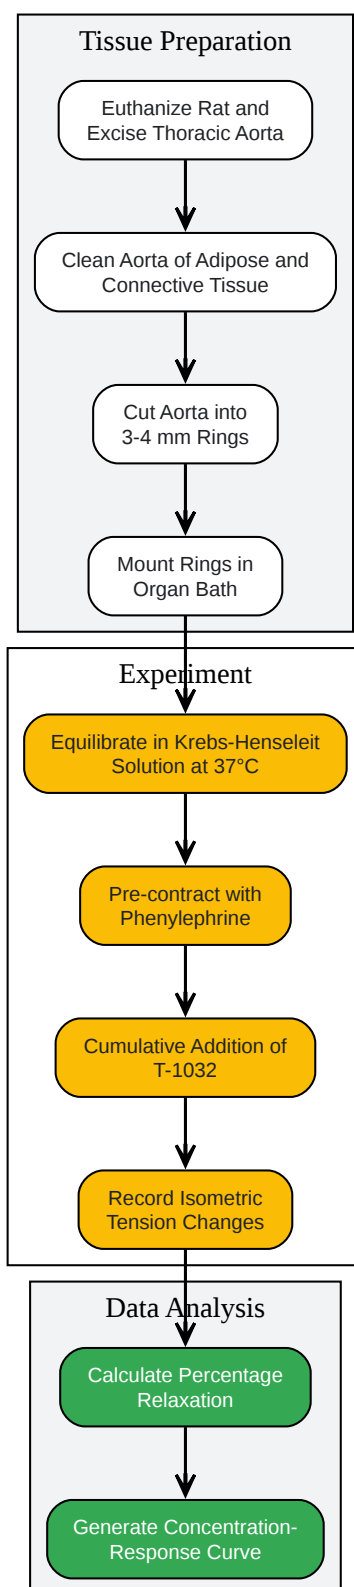 Tissue Preparation
Euthanize Rat and
Excise Thoracic Aorta
Clean Aorta of Adipose and
Connective Tissue
Cut Aorta into
3-4 mm Rings
Mount Rings in
Organ Bath
Experiment
Equilibrate in Krebs-Henseleit
Solution at 37°C
Pre-contract with
Phenylephrine
Cumulative Addition of
T-1032
Record Isometric
Tension Changes
Data Analysis
Calculate Percentage
Relaxation
Generate Concentration-
Response Curve